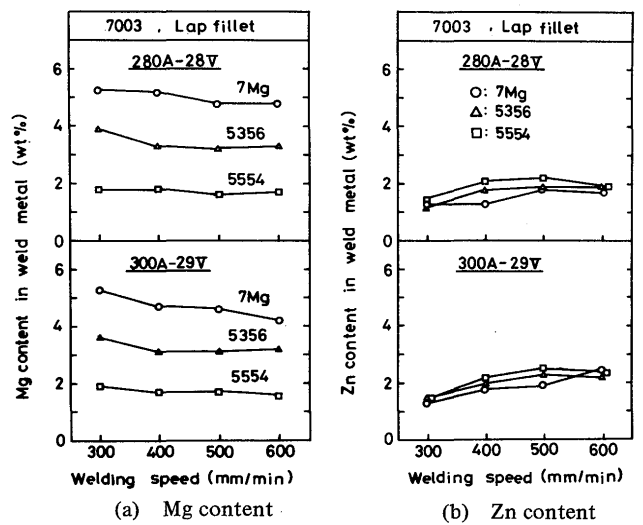 7003 , Lap fillet
280A-28V
7Mg
5356
5554
6
4
2
0
300A-29V
7Mg
5356
5554
6
4
2
0
Mg content in weld metal (wt%)
300 400 500 600
Welding speed (mm/min)
(a) Mg content
7003 , Lap fillet
280A-28V
○: 7Mg
△: 5356
□: 5554
6
4
2
0
300A-29V
6
4
2
0
Zn content in weld metal (wt%)
300 400 500 600
Welding speed (mm/min)
(b) Zn content